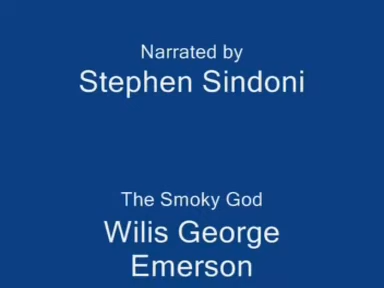 Narrated by
Stephen Sindoni
The Smoky God
Wilis George
Emerson